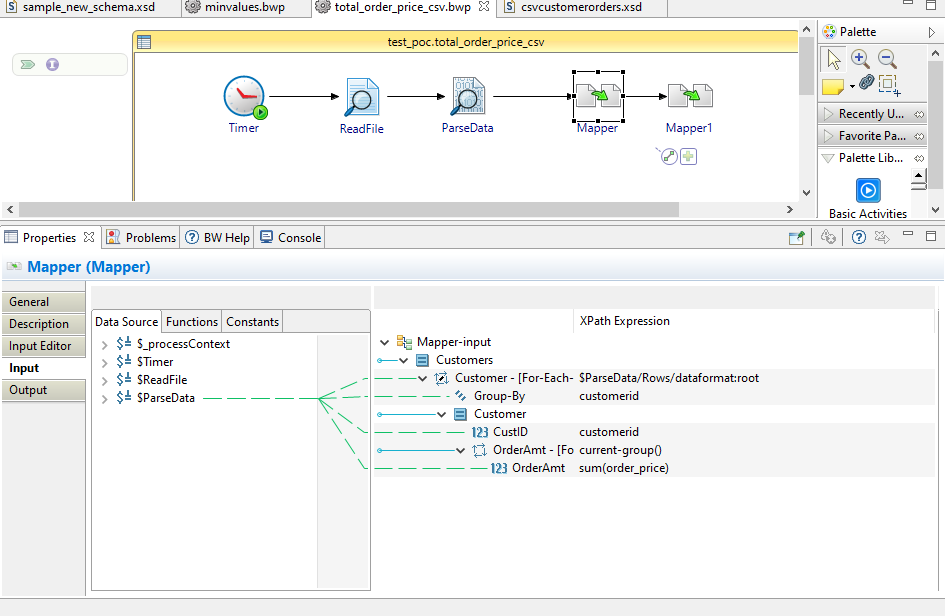 sample_new_schema.xsd
minvalues.bwp
total_order_price_csv.bwp
csvcustomerorders.xsd
test_poc.total_order_price_csv
Timer
ReadFile
ParseData
Mapper
Mapper1
Palette
Recently U...
Favorite Pa...
Palette Lib...
Basic Activities
Properties
Problems
BW Help
Console
Mapper (Mapper)
General
Description
Input Editor
Input
Output
Data Source
Functions
Constants
$_processContext
$Timer
$ReadFile
$ParseData
XPath Expression
Mapper-input
Customers
Customer - [For-Each- $ParseData/Rows/dataformat:root
Group-By customerid
Customer
123 CustID customerid
OrderAmt - [Fo current-group()
123 OrderAmt sum(order_price)